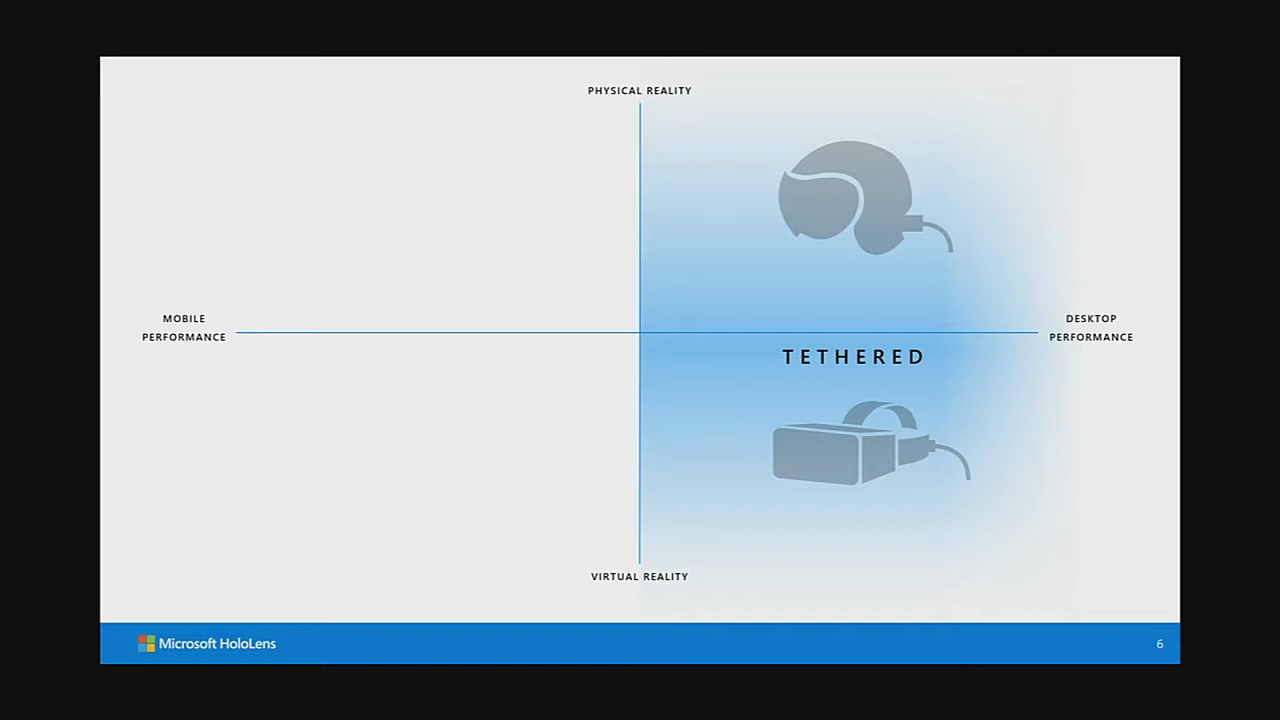 PHYSICAL REALITY
MOBILE
PERFORMANCE
DESKTOP
PERFORMANCE
TETHERED
VIRTUAL REALITY
Microsoft HoloLens
6